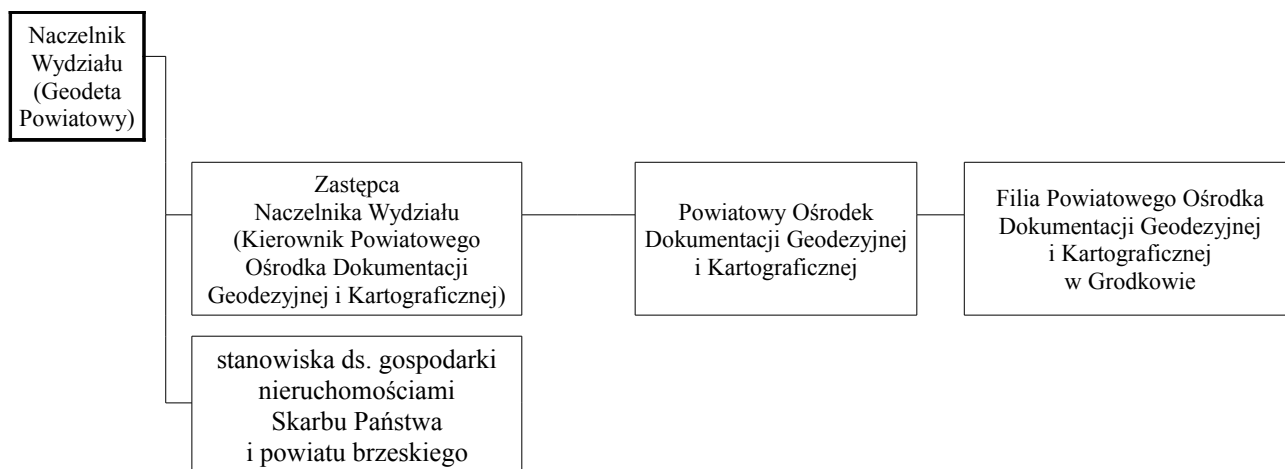 Naczelnik
Wydziału
(Geodeta
Powiatowy)
Zastępca
Naczelnika Wydziału
(Kierownik Powiatowego
Ośrodka Dokumentacji
Geodezyjnej i Kartograficznej)
Powiatowy Ośrodek
Dokumentacji Geodezyjnej
i Kartograficznej
Filia Powiatowego Ośrodka
Dokumentacji Geodezyjnej
i Kartograficznej
w Grodkowie
stanowiska ds. gospodarki
nieruchomościami
Skarbu Państwa
i powiatu brzeskiego